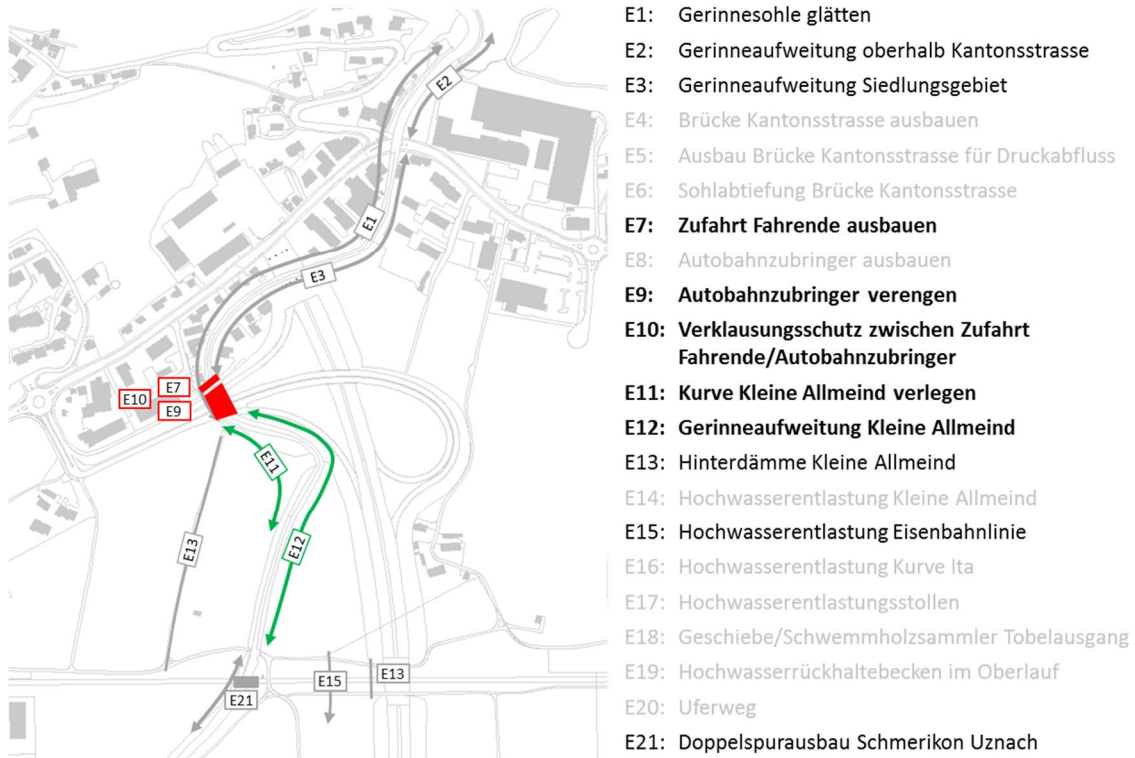 E1: Gerinnesohle glätten
E2: Gerinneaufweitung oberhalb Kantonsstrasse
E3: Gerinneaufweitung Siedlungsgebiet
E4: Brücke Kantonsstrasse ausbauen
E5: Ausbau Brücke Kantonsstrasse für Druckabfluss
E6: Sohlabtiefung Brücke Kantonsstrasse
E7: Zufahrt Fahrende ausbauen
E8: Autobahnzubringer ausbauen
E9: Autobahnzubringer verengen
E10: Verklausungsschutz zwischen Zufahrt
Fahrende/Autobahnzubringer
E11: Kurve Kleine Allmeind verlegen
E12: Gerinneaufweitung Kleine Allmeind
E13: Hinterdämme Kleine Allmeind
E14: Hochwasserentlastung Kleine Allmeind
E15: Hochwasserentlastung Eisenbahnlinie
E16: Hochwasserentlastung Kurve Ita
E17: Hochwasserentlastungsstollen
E18: Geschiebe/Schwemmholzsammler Tobelausgang
E19: Hochwasserrückhaltebecken im Oberlauf
E20: Uferweg
E21: Doppelspurausbau Schmerikon Uznach
E2
E1
E3
E7
E10
E9
E11
E12
E13
E15
E13
E21